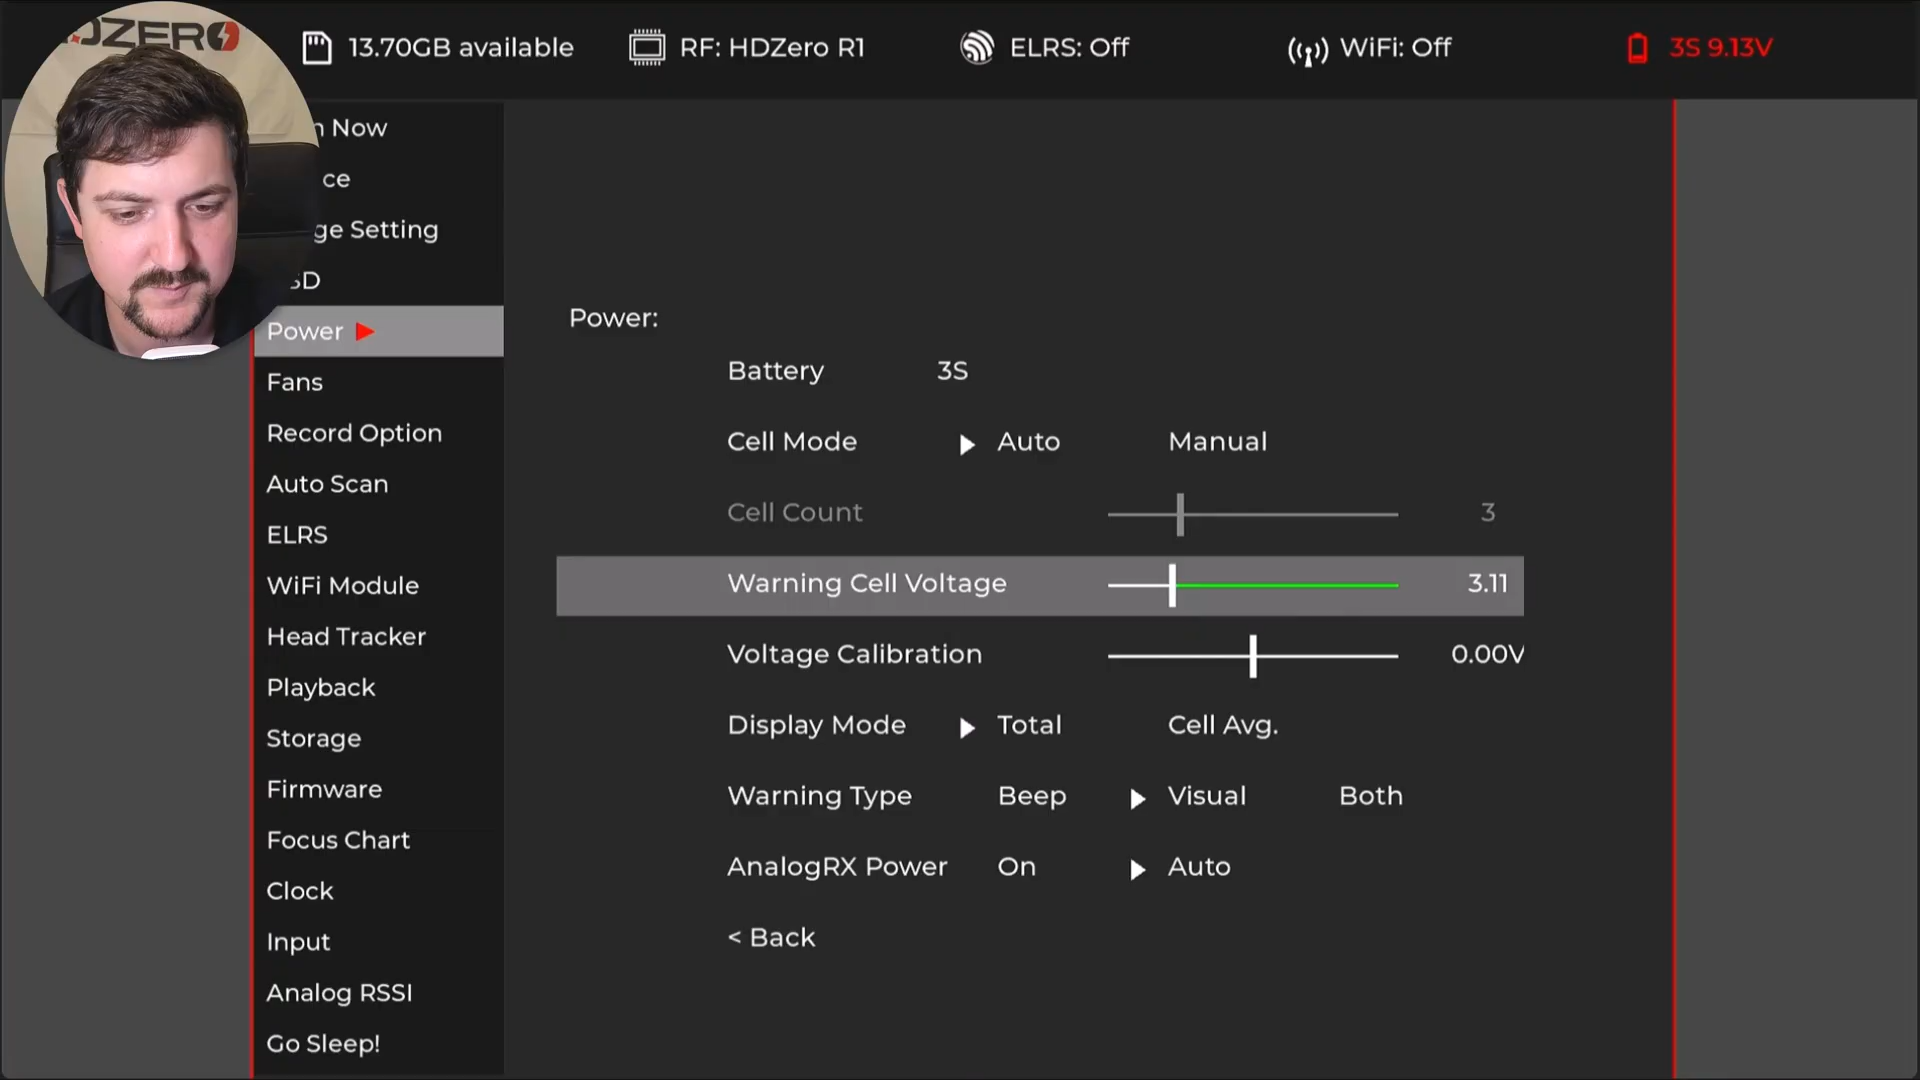 DZERO
13.70GB available
RF: HDZero R1
ELRS: Off
WiFi: Off
3S 9.13V
Now
ge Setting
Power
Fans
Record Option
Auto Scan
ELRS
WiFi Module
Head Tracker
Playback
Storage
Firmware
Focus Chart
Clock
Input
Analog RSSI
Go Sleep!
Power:
Battery 3S
Cell Mode Auto Manual
Cell Count 3
Warning Cell Voltage 3.11
Voltage Calibration 0.00V
Display Mode Total Cell Avg.
Warning Type Beep Visual Both
AnalogRX Power On Auto
< Back